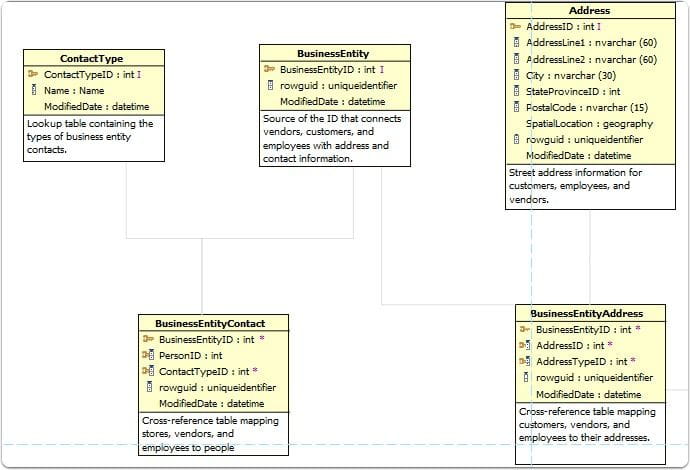 ContactType
ContactTypeID : int I
Name : Name
ModifiedDate : datetime
Lookup table containing the
types of business entity
contacts.
BusinessEntity
BusinessEntityID : int I
rowguid : uniqueidentifier
ModifiedDate : datetime
Source of the ID that connects
vendors, customers, and
employees with address and
contact information.
Address
AddressID : int I
AddressLine1 : nvarchar (60)
AddressLine2 : nvarchar (60)
City : nvarchar (30)
StateProvinceID : int
PostalCode : nvarchar (15)
SpatialLocation : geography
rowguid : uniqueidentifier
ModifiedDate : datetime
Street address information for
customers, employees, and
vendors.
BusinessEntityContact
BusinessEntityID : int *
PersonID : int
ContactTypeID : int *
rowguid : uniqueidentifier
ModifiedDate : datetime
Cross-reference table mapping
stores, vendors, and
employees to people
BusinessEntityAddress
BusinessEntityID : int *
AddressID : int *
AddressTypeID : int *
rowguid : uniqueidentifier
ModifiedDate : datetime
Cross-reference table mapping
customers, vendors, and
employees to their addresses.